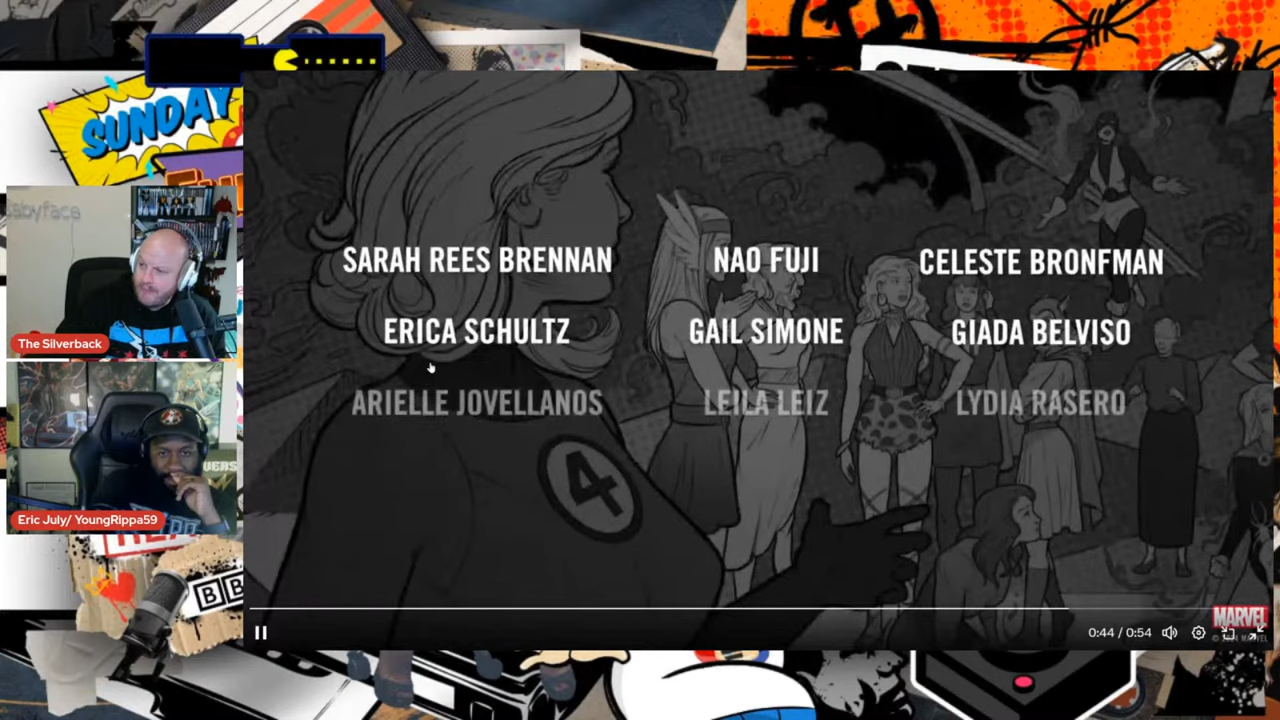 SUNDAY
babyface
The Silverback
Eric July/ YoungRippa59
SARAH REES BRENNAN
NAO FUJI
CELESTE BRONFMAN
ERICA SCHULTZ
GAIL SIMONE
GIADA BELVISO
ARIELLE JOVELLANOS
LEILA LEIZ
LYDIA RASERO
4
0:44 / 0:54
MARVEL